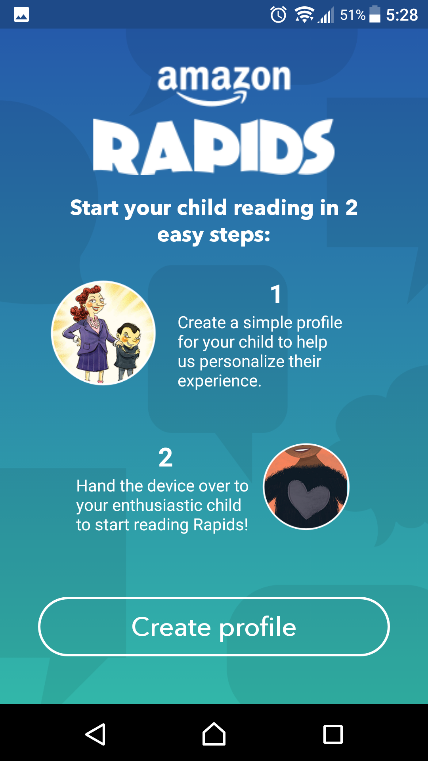 51% 5:28
amazon
RAPIDS
Start your child reading in 2
easy steps:
1
Create a simple profile
for your child to help
us personalize their
experience.
2
Hand the device over to
your enthusiastic child
to start reading Rapids!
Create profile